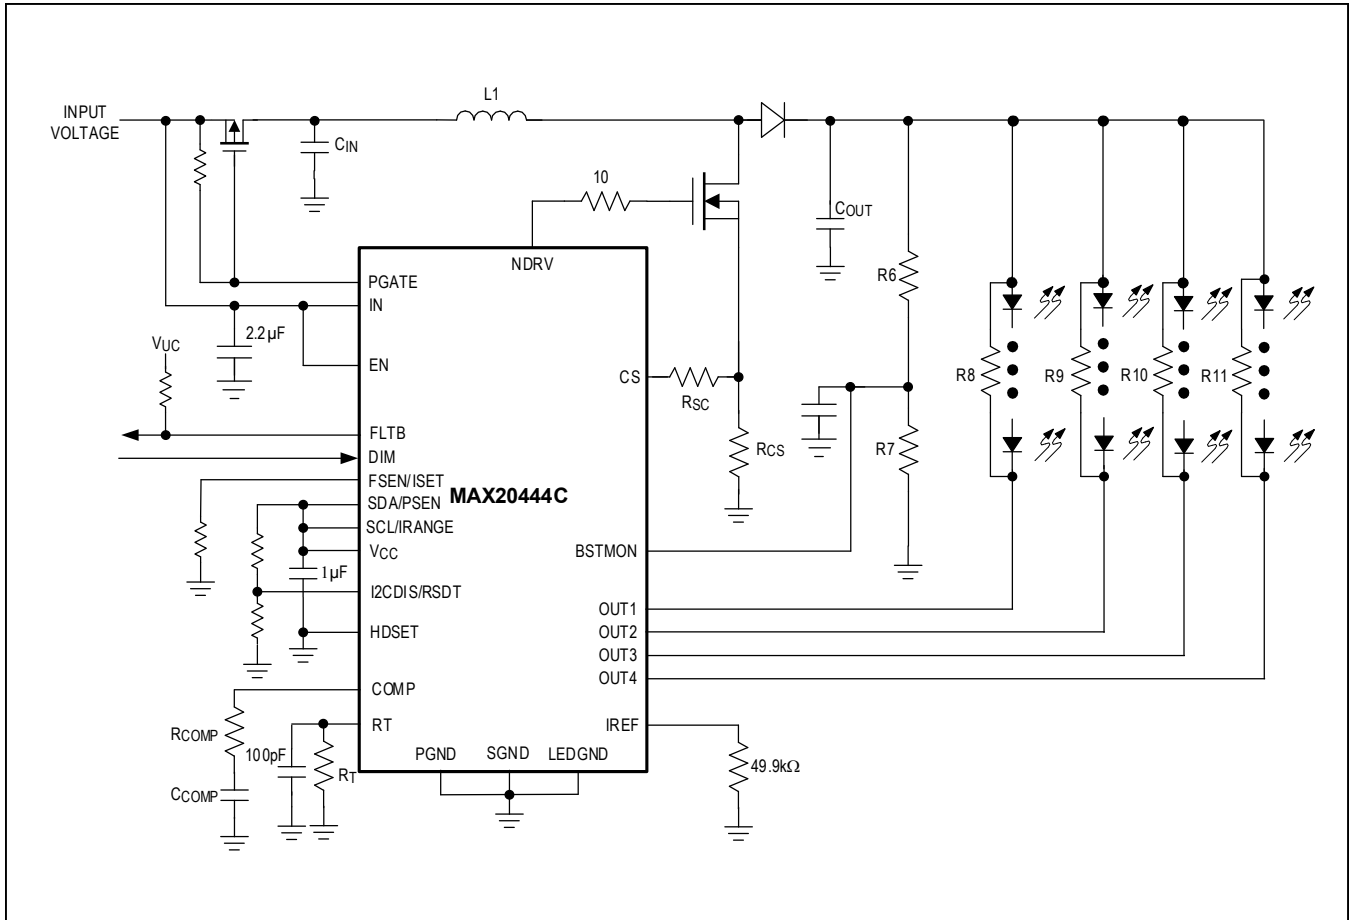 L1
INPUT
VOLTAGE
CIN
10
COUT
NDRV
R6
PGATE
IN
2.2µF
VUC
EN
R8
R9
R10
R11
CS
RSC
FLTB
DIM
R7
RCS
FSEN/ISET
MAX20444C
SDA/PSEN
SCL/IRANGE
VCC
BSTMON
1µF
I2CDIS/RSDT
OUT1
HDSET
OUT2
OUT3
OUT4
COMP
RT
IREF
RCOMP
100pF
PGND
SGND
LEDGND
49.9kΩ
RT
CCOMP